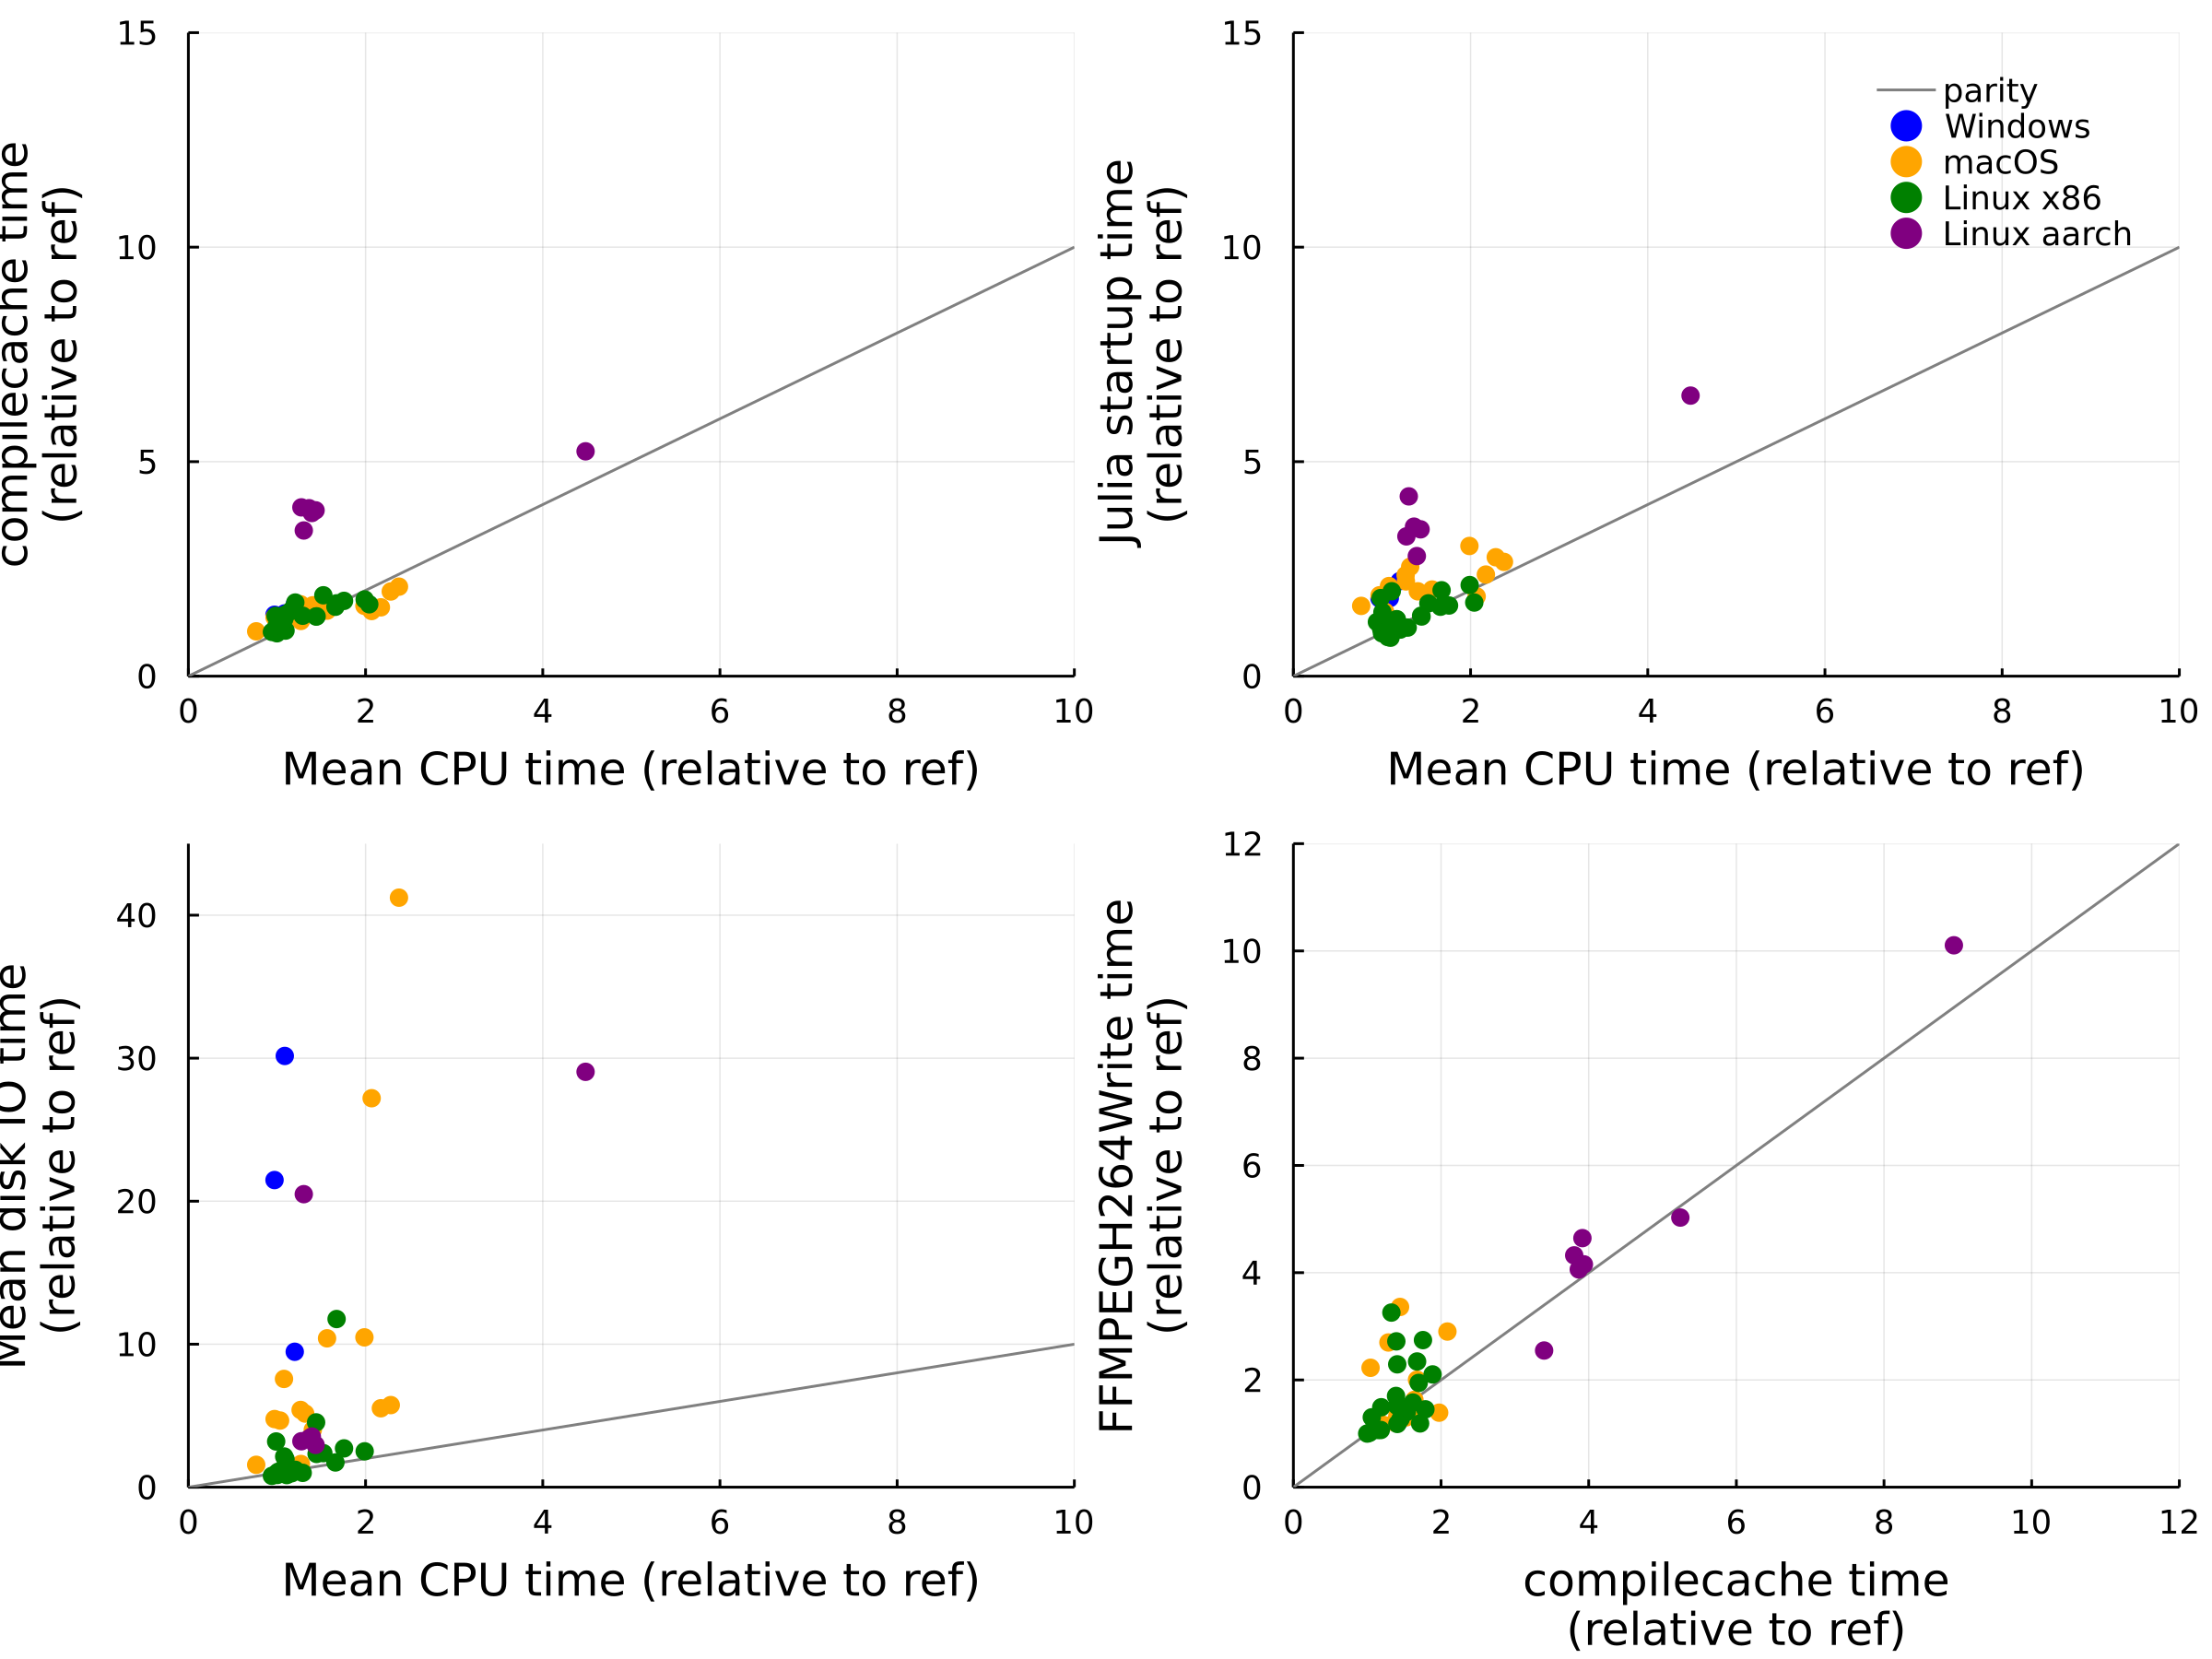 15
10
5
0
compilecache time
(relative to ref)
0 2 4 6 8 10
Mean CPU time (relative to ref)
15
10
5
0
Julia startup time
(relative to ref)
parity
Windows
macOS
Linux x86
Linux aarch
0 2 4 6 8 10
Mean CPU time (relative to ref)
40
30
20
10
0
Mean disk IO time
(relative to ref)
0 2 4 6 8 10
Mean CPU time (relative to ref)
12
10
8
6
4
2
0
FFMPEGH264Write time
(relative to ref)
0 2 4 6 8 10 12
compilecache time
(relative to ref)